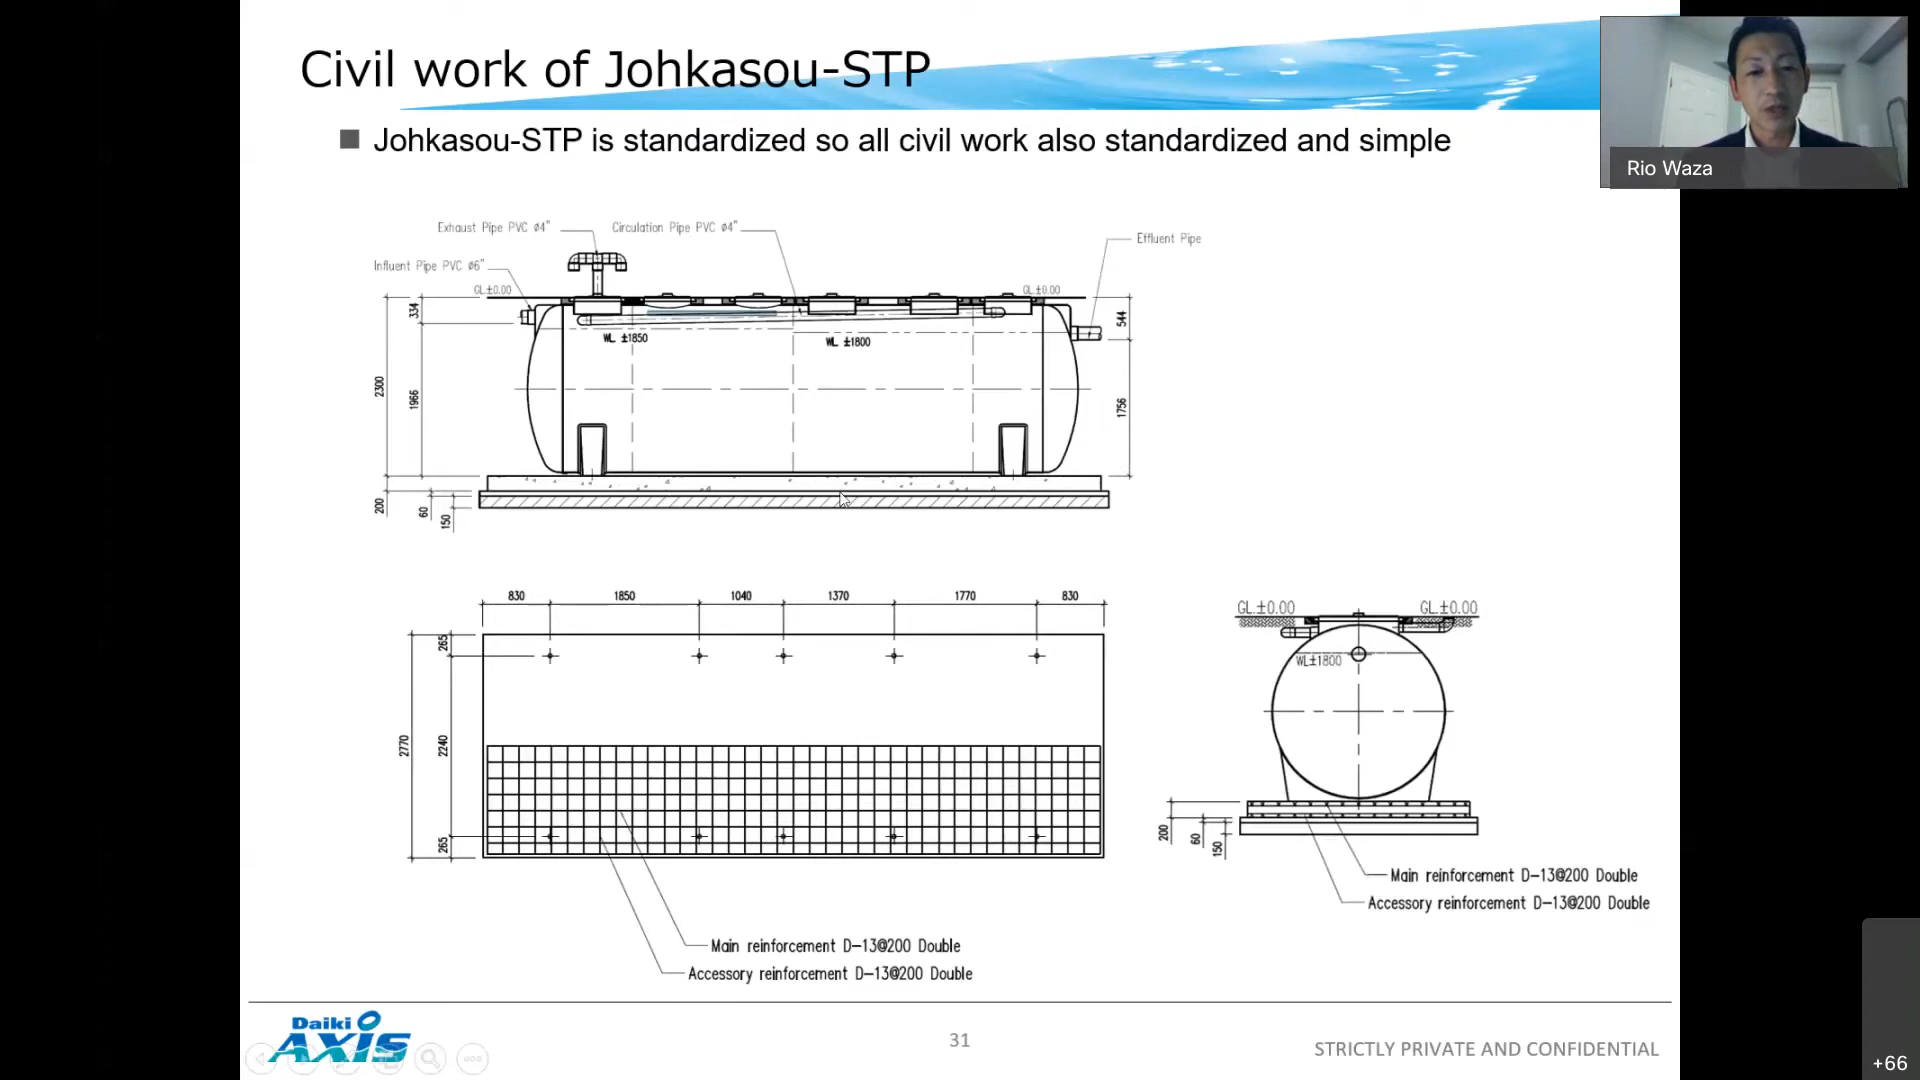 Civil work of Johkasou-STP
Johkasou-STP is standardized so all civil work also standardized and simple
Rio Waza
Exhaust Pipe PVC ø4"
Circulation Pipe PVC ø4"
Effluent Pipe
Influent Pipe PVC ø6"
GL.±0.00
GL.±0.00
334
544
WL ±1850
WL ±1800
2300
1966
1756
200
60
150
830
1850
1040
1370
1770
830
265
2770
2240
265
GL.±0.00
GL.±0.00
WL±1800
200
60
150
Main reinforcement D-13@200 Double
Accessory reinforcement D-13@200 Double
Main reinforcement D-13@200 Double
Accessory reinforcement D-13@200 Double
Daiki
AXIS
31
STRICTLY PRIVATE AND CONFIDENTIAL
+66